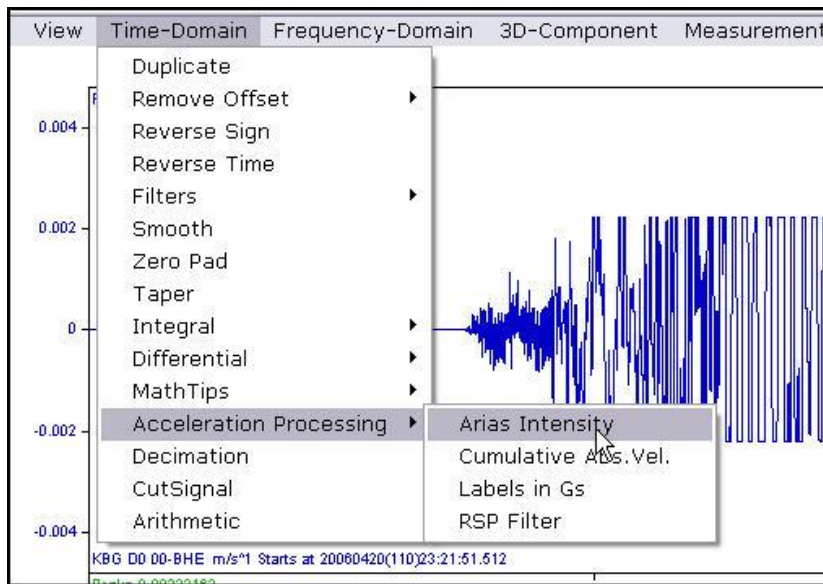 View Time-Domain Frequency-Domain 3D-Component Measurement
Duplicate
Remove Offset
Reverse Sign
Reverse Time
Filters
Smooth
Zero Pad
Taper
Integral
Differential
MathTips
Acceleration Processing
Decimation
CutSignal
Arithmetic
Arias Intensity
Cumulative Abs.Vel.
Labels in Gs
RSP Filter
0.004
0.002
0
-0.002
-0.004
KBG D0 00-BHE m/s^1 Starts at 20060420(110)23:21:51.512